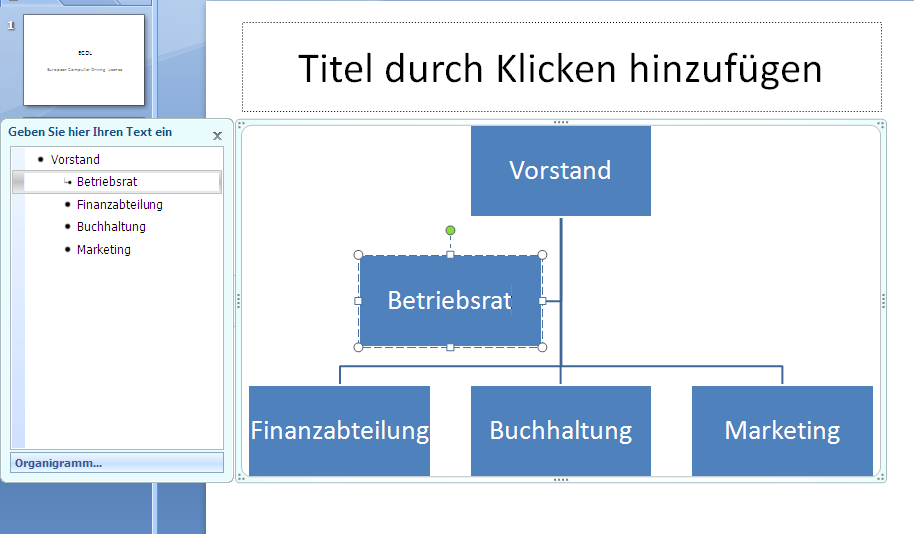 1
ECDL
European Computer Driving Licence
Titel durch Klicken hinzufügen
Geben Sie hier Ihren Text ein
x
Vorstand
Betriebsrat
Finanzabteilung
Buchhaltung
Marketing
Organigramm...
Vorstand
Betriebsrat
Finanzabteilung
Buchhaltung
Marketing